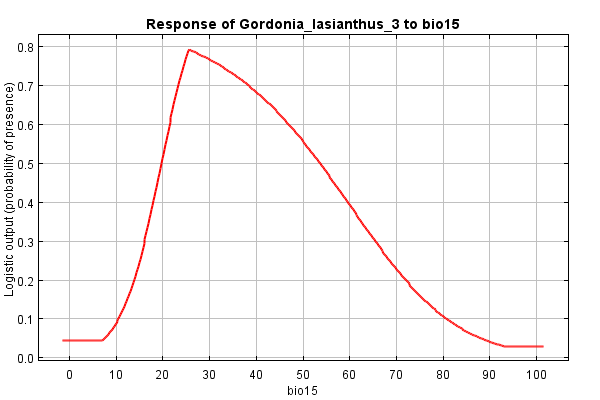 Response of Gordonia_lasianthus_3 to bio15
Logistic output (probability of presence)
0.8
0.7
0.6
0.5
0.4
0.3
0.2
0.1
0.0
0 10 20 30 40 50 60 70 80 90 100
bio15